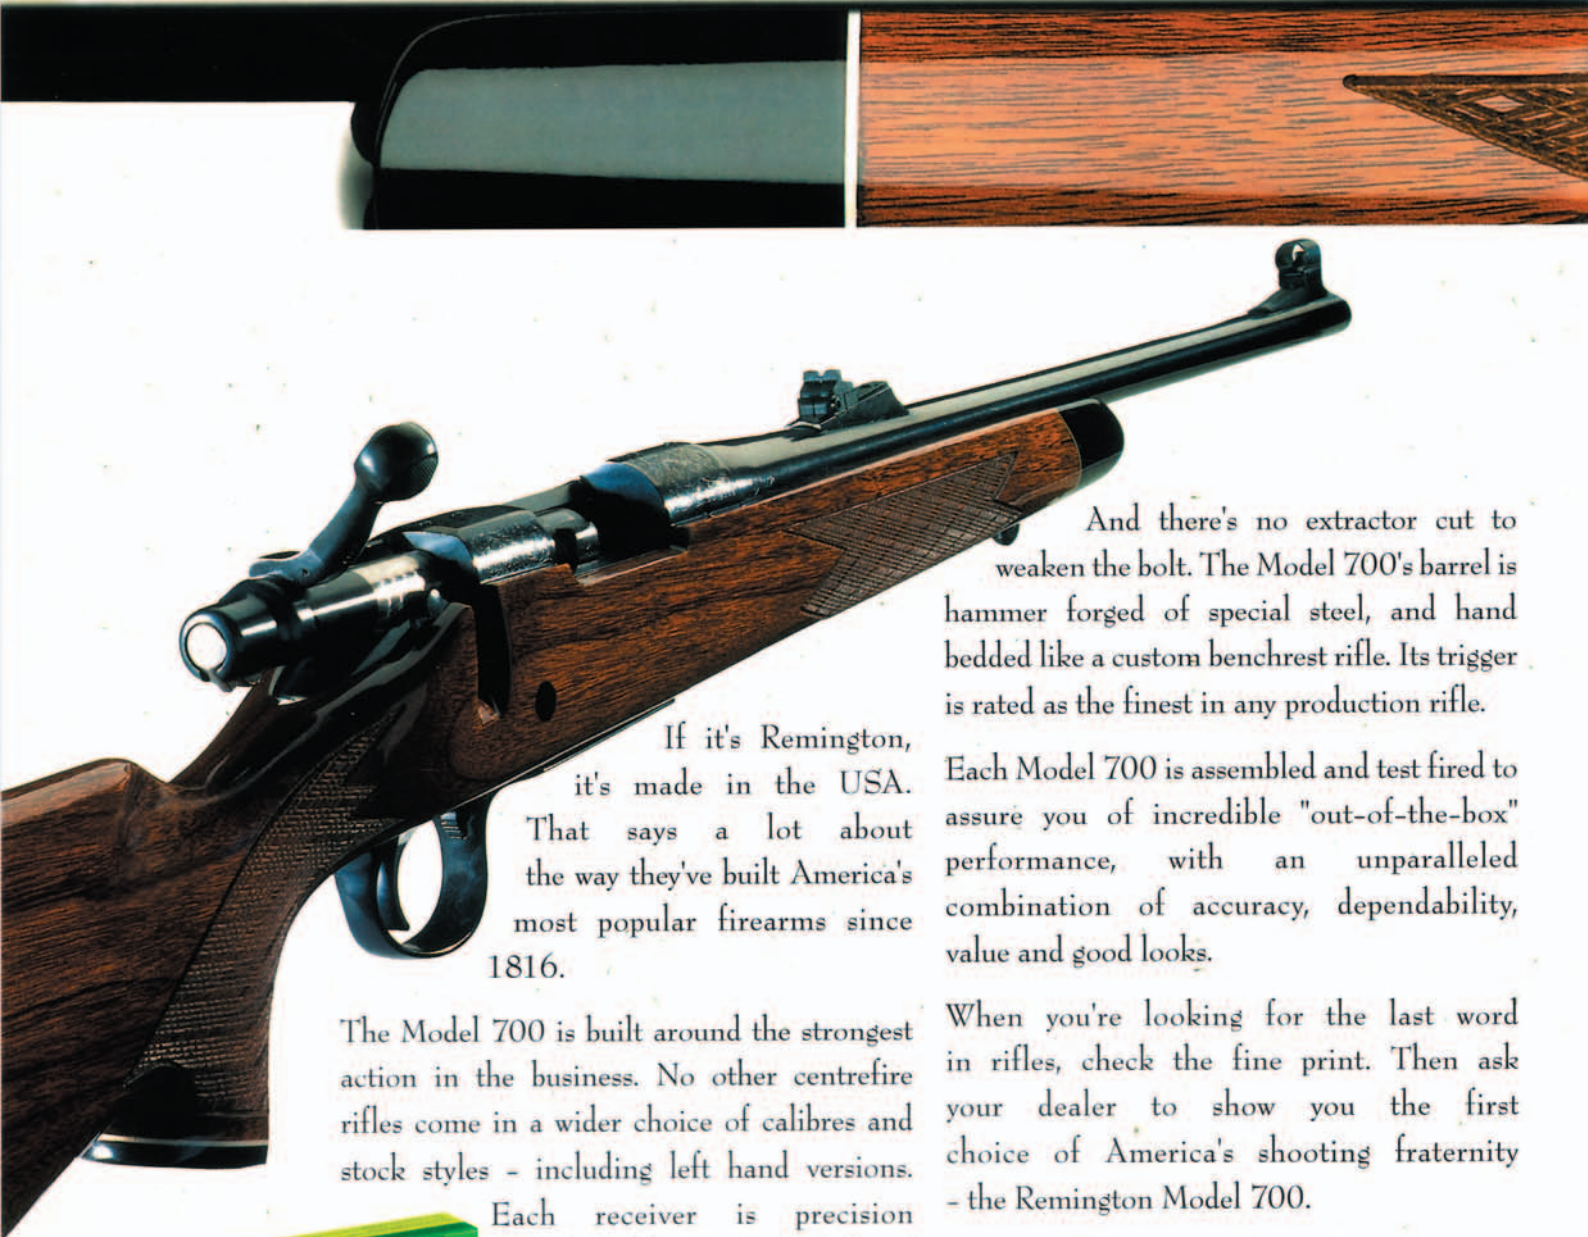 If it's Remington,
it's made in the USA.
That says a lot about
the way they've built America's
most popular firearms since
1816.
The Model 700 is built around the strongest
action in the business. No other centrefire
rifles come in a wider choice of calibres and
stock styles - including left hand versions.
Each receiver is precision
And there's no extractor cut to
weaken the bolt. The Model 700's barrel is
hammer forged of special steel, and hand
bedded like a custom benchrest rifle. Its trigger
is rated as the finest in any production rifle.
Each Model 700 is assembled and test fired to
assure you of incredible "out-of-the-box"
performance, with an unparalleled
combination of accuracy, dependability,
value and good looks.
When you're looking for the last word
in rifles, check the fine print. Then ask
your dealer to show you the first
choice of America's shooting fraternity
- the Remington Model 700.